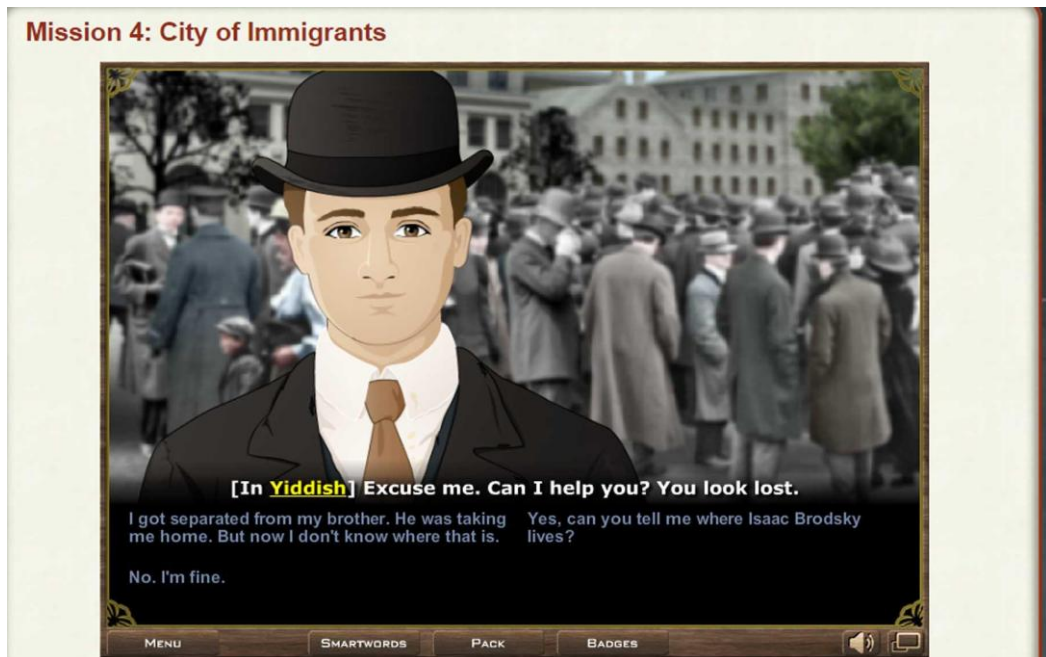 Mission 4: City of Immigrants
[In Yiddish] Excuse me. Can I help you? You look lost.
I got separated from my brother. He was taking
me home. But now I don't know where that is.
Yes, can you tell me where Isaac Brodsky
lives?
No. I'm fine.
MENU
SMARTWORDS
PACK
BADGES